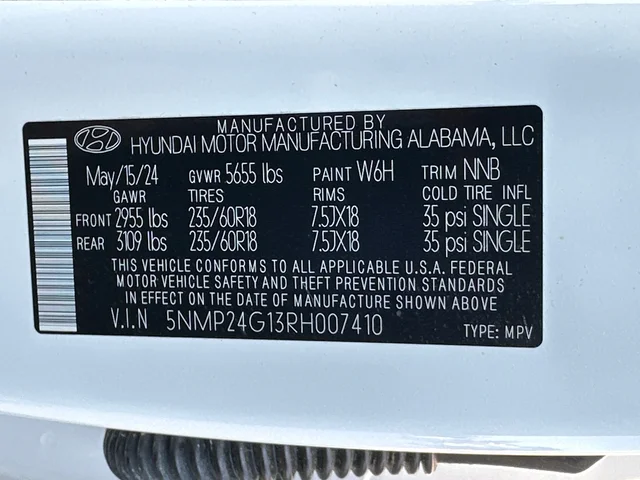 MANUFACTURED BY
HYUNDAI MOTOR MANUFACTURING ALABAMA, LLC
May/15/24 GVWR 5655 lbs PAINT W6H TRIM NNB
GAWR TIRES RIMS COLD TIRE INFL
FRONT 2955 lbs 235/60R18 7.5JX18 35 psi SINGLE
REAR 3109 lbs 235/60R18 7.5JX18 35 psi SINGLE
THIS VEHICLE CONFORMS TO ALL APPLICABLE U.S.A. FEDERAL
MOTOR VEHICLE SAFETY AND THEFT PREVENTION STANDARDS
IN EFFECT ON THE DATE OF MANUFACTURE SHOWN ABOVE
V.I.N 5NMP24G13RH007410 TYPE: MPV